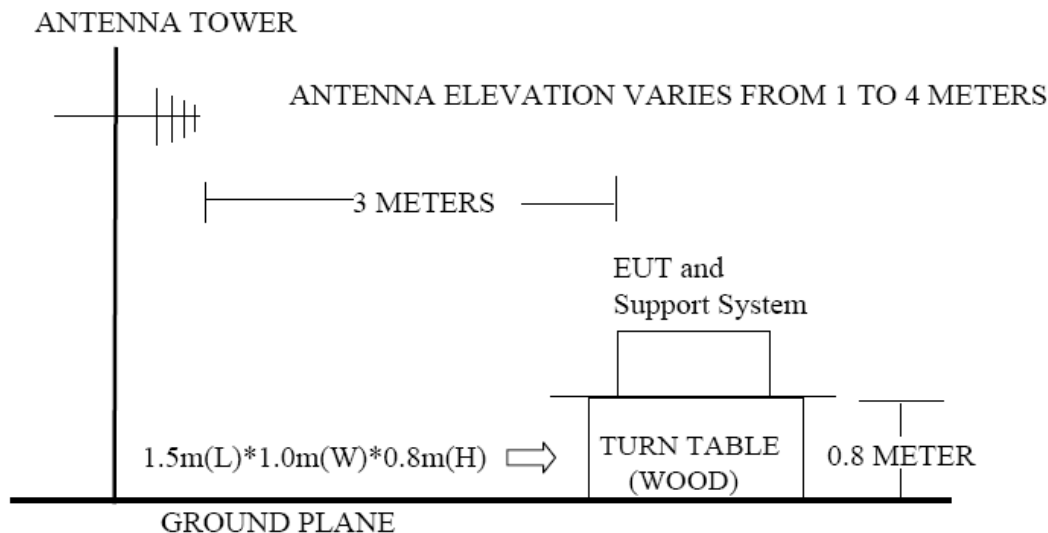 ANTENNA TOWER
ANTENNA ELEVATION VARIES FROM 1 TO 4 METERS
3 METERS
EUT and
Support System
1.5m(L)*1.0m(W)*0.8m(H)
TURN TABLE
(WOOD)
0.8 METER
GROUND PLANE